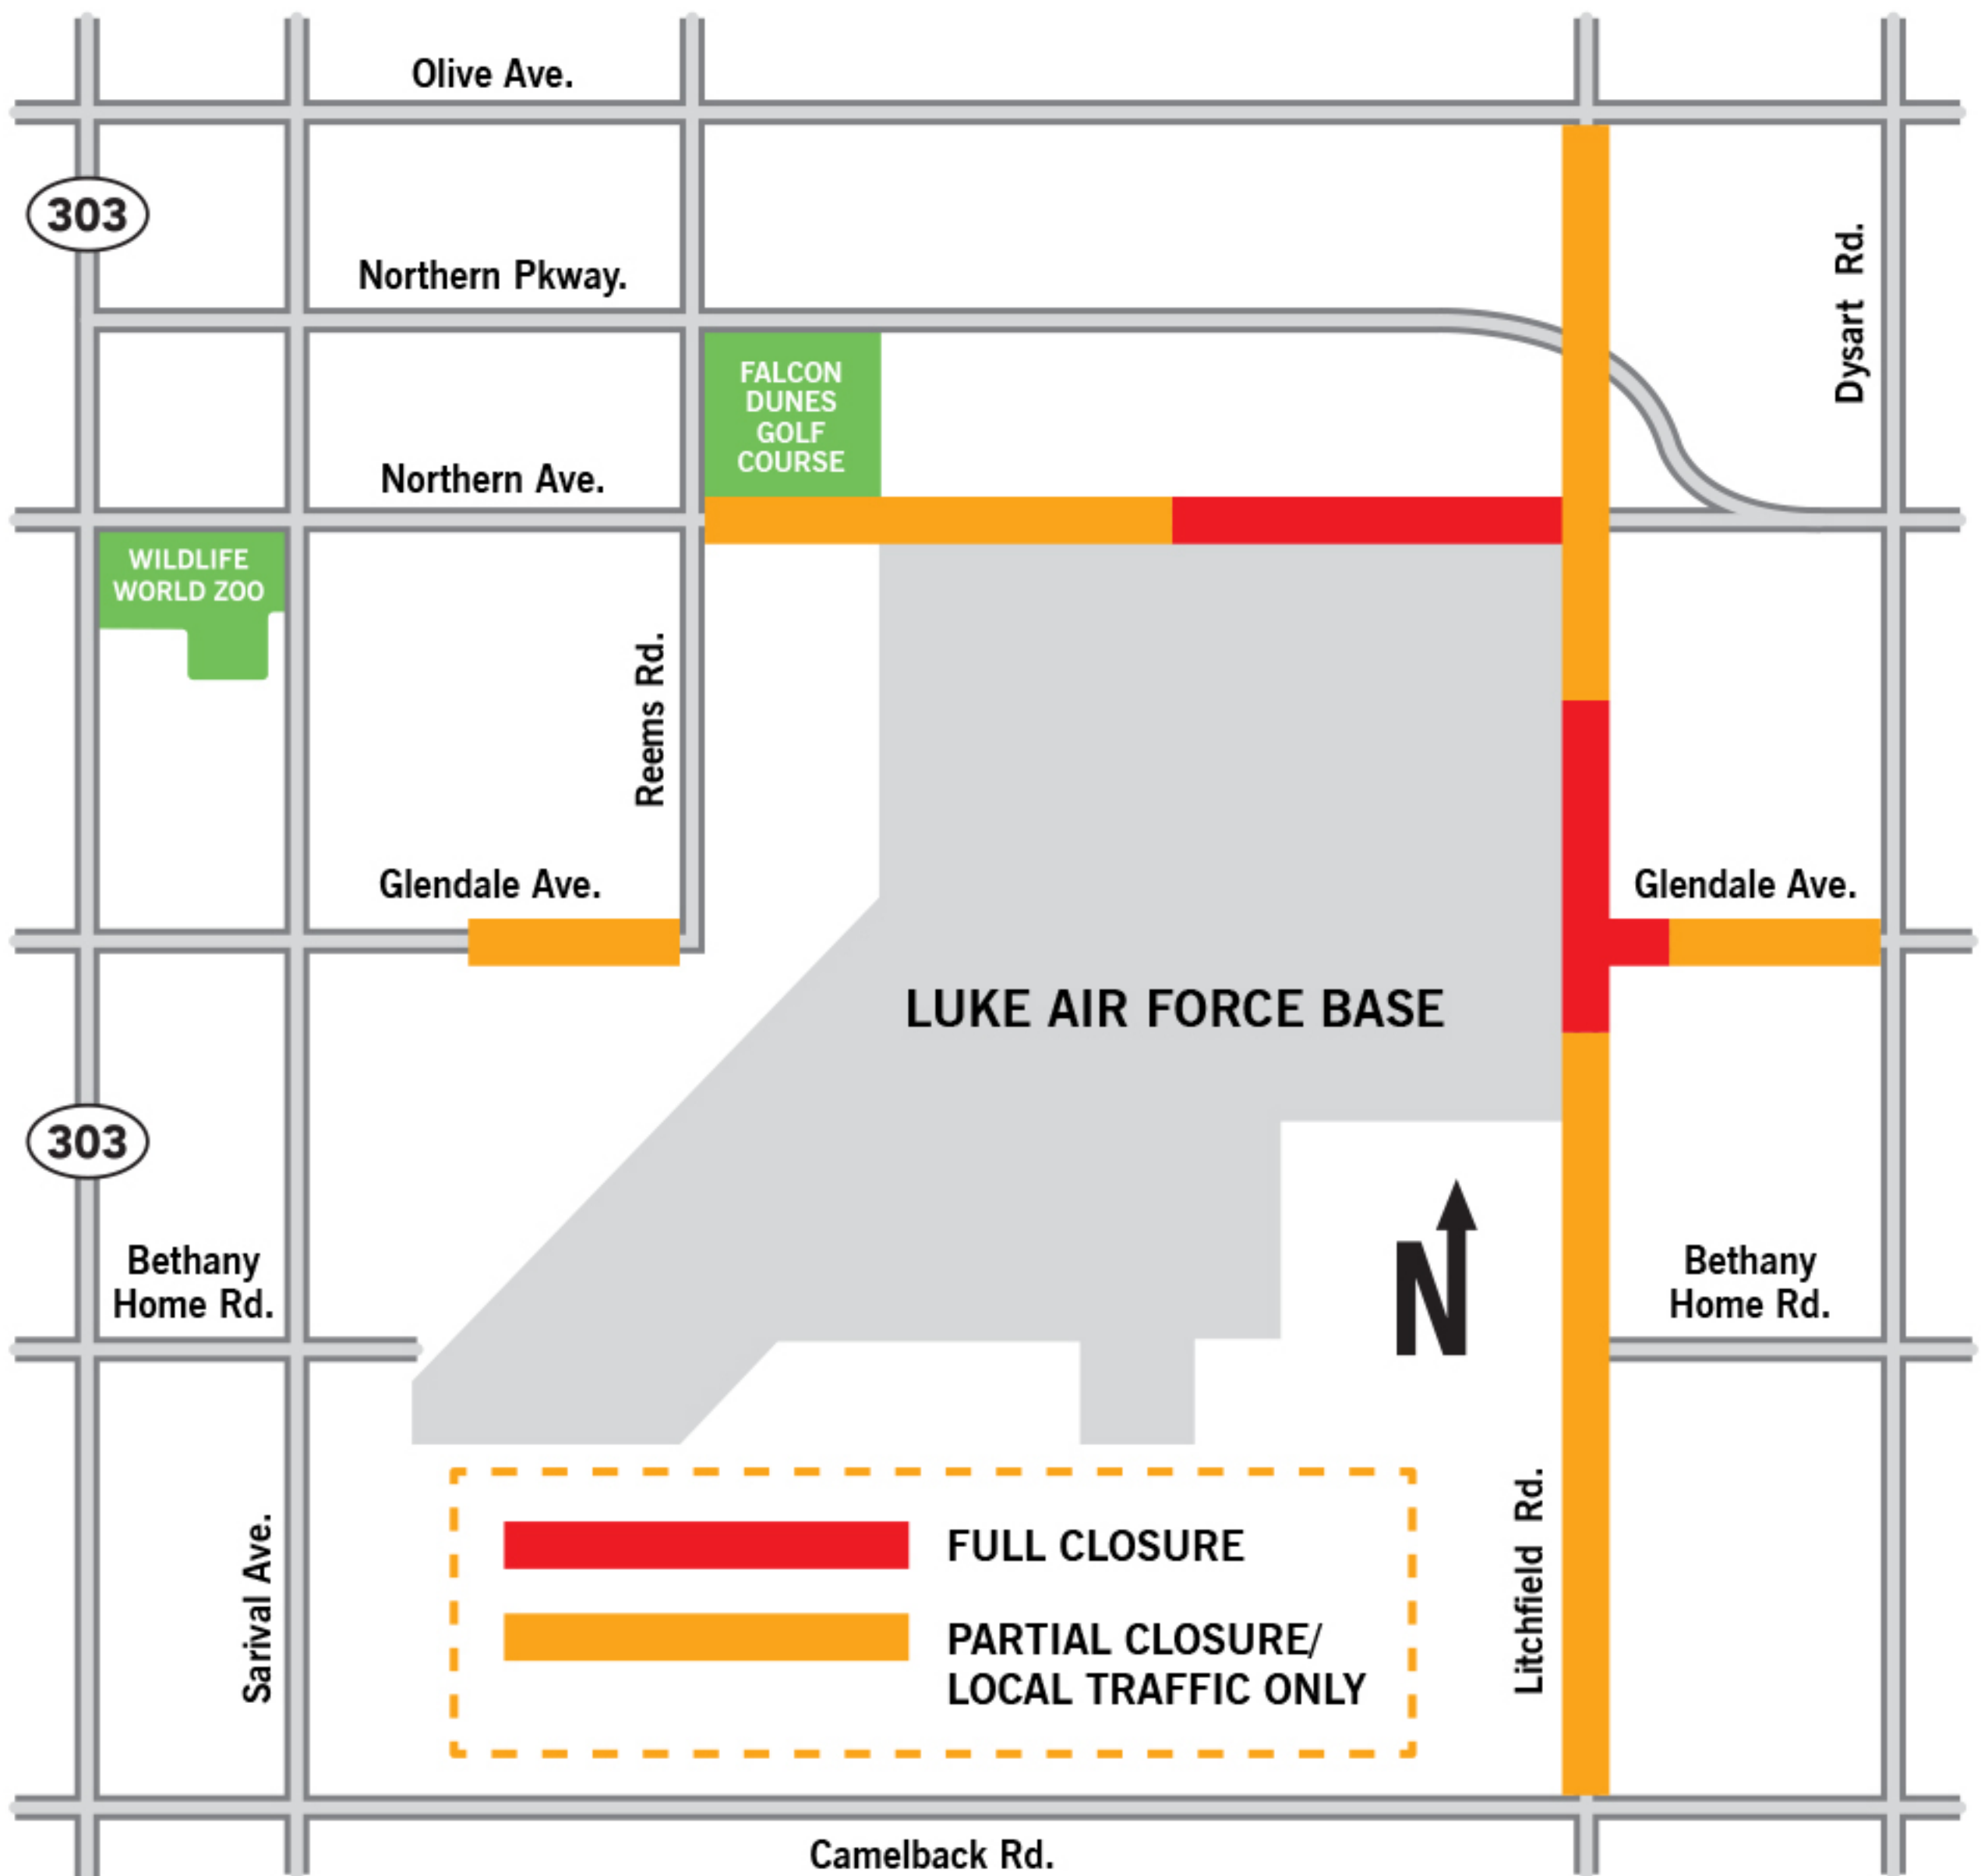 Olive Ave.
303
Northern Pkway.
Dysart Rd.
FALCON
DUNES
GOLF
COURSE
Northern Ave.
WILDLIFE
WORLD ZOO
Reems Rd.
Glendale Ave.
Glendale Ave.
LUKE AIR FORCE BASE
303
Bethany
Home Rd.
N
Bethany
Home Rd.
Sarival Ave.
FULL CLOSURE
PARTIAL CLOSURE/
LOCAL TRAFFIC ONLY
Litchfield Rd.
Camelback Rd.